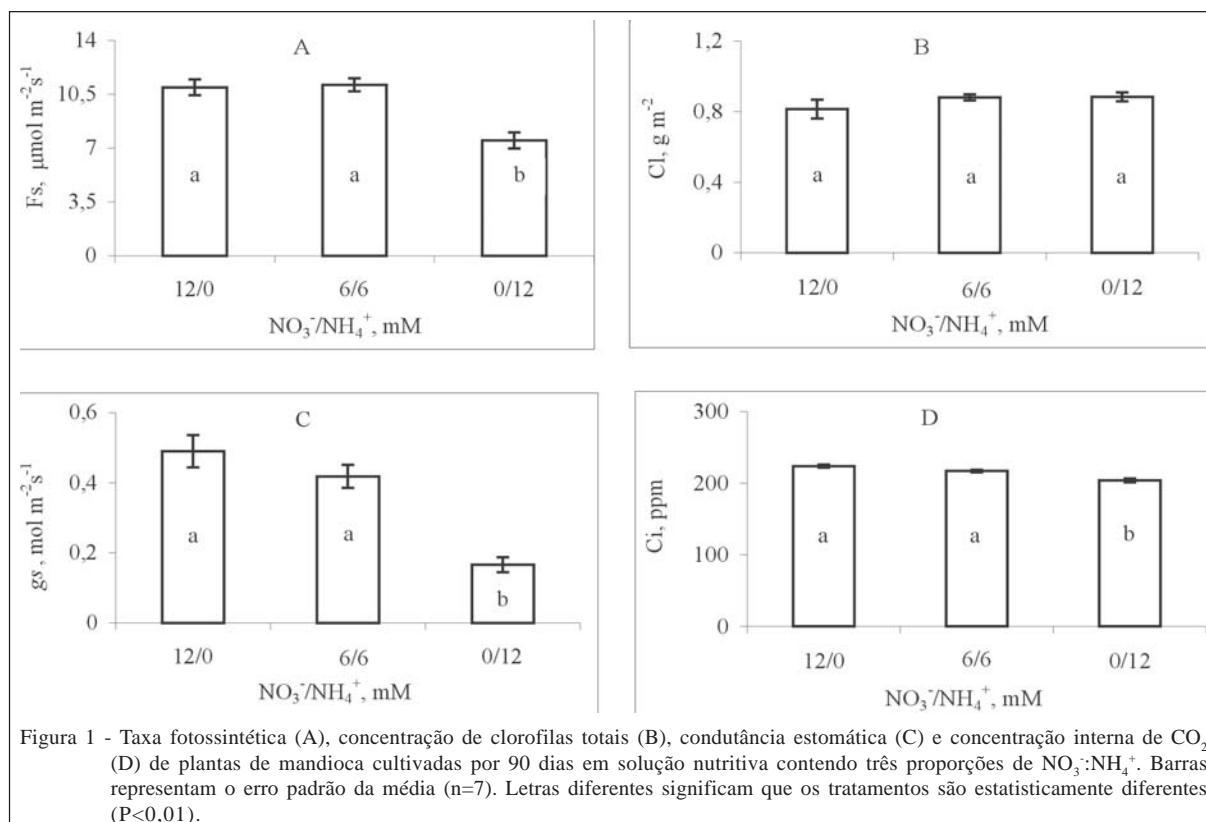 A
14
10,5
7
3,5
0
Fs, μmol m⁻²s⁻¹
a
a
b
12/0 6/6 0/12
NO₃⁻/NH₄⁺, mM
B
1,2
0,8
0,4
0
Cl, g m⁻²
a
a
a
12/0 6/6 0/12
NO₃⁻/NH₄⁺, mM
C
0,6
0,4
0,2
0
gs, mol m⁻²s⁻¹
a
a
b
12/0 6/6 0/12
NO₃⁻/NH₄⁺, mM
D
300
200
100
0
Ci, ppm
a
a
b
12/0 6/6 0/12
NO₃⁻/NH₄⁺, mM
Figura 1 - Taxa fotossintética (A), concentração de clorofilas totais (B), condutância estomática (C) e concentração interna de CO₂
(D) de plantas de mandioca cultivadas por 90 dias em solução nutritiva contendo três proporções de NO₃⁻:NH₄⁺. Barras
representam o erro padrão da média (n=7). Letras diferentes significam que os tratamentos são estatisticamente diferentes
(P<0,01).